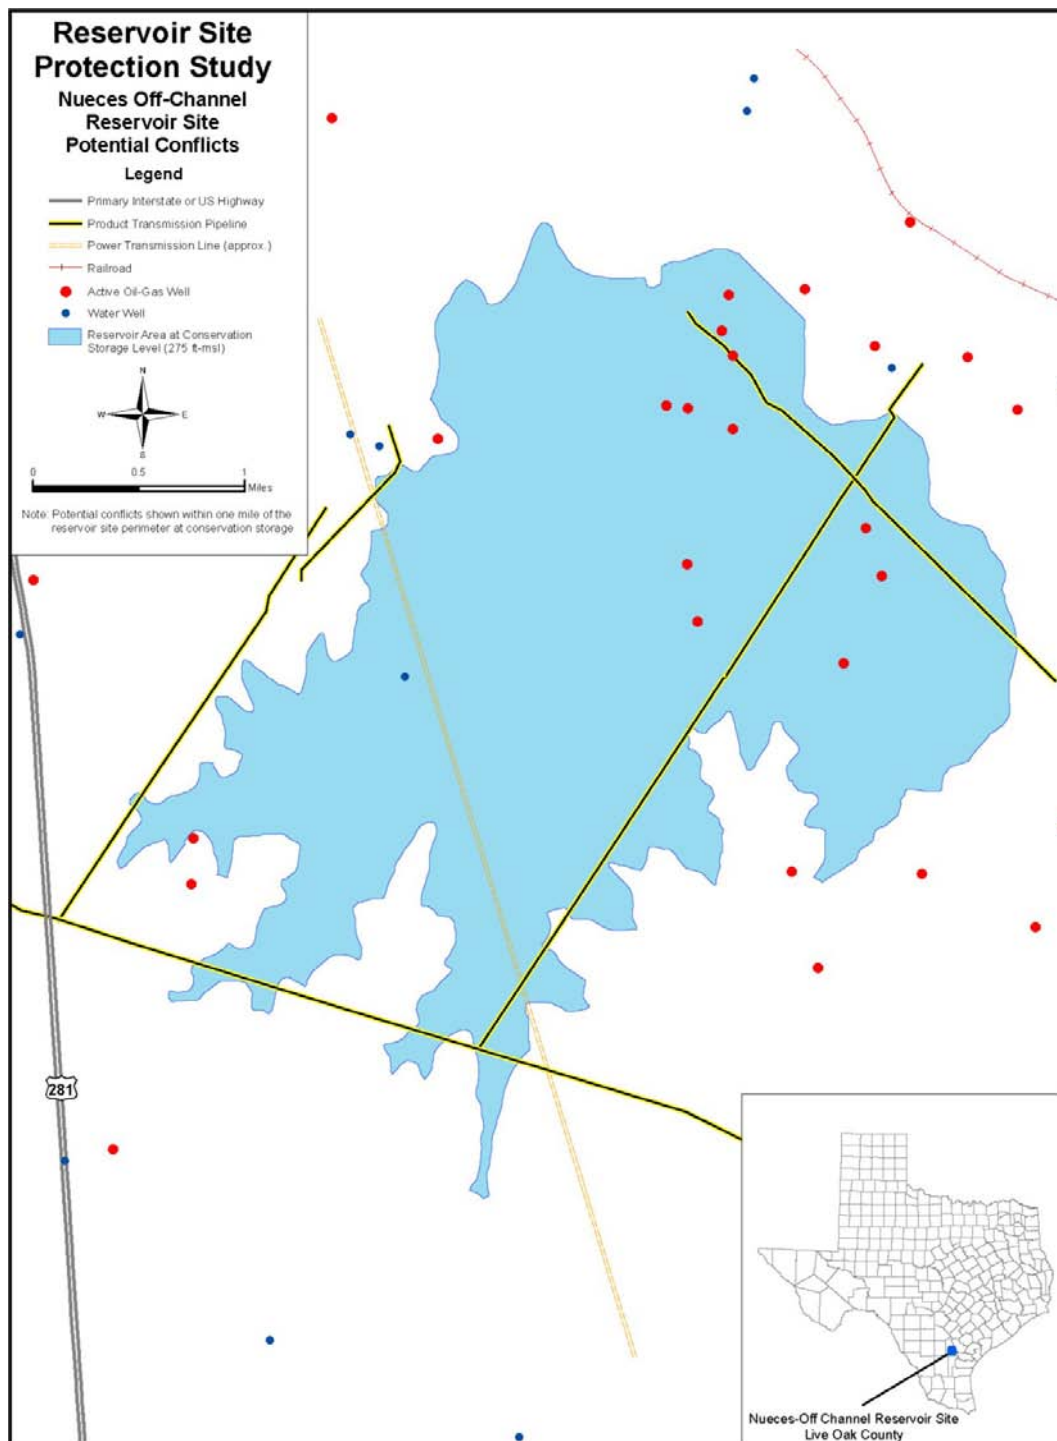 Reservoir Site
Protection Study
Nueces Off-Channel
Reservoir Site
Potential Conflicts
Legend
Primary Interstate or US Highway
Product Transmission Pipeline
Power Transmission Line (approx.)
Railroad
Active Oil-Gas Well
Water Well
Reservoir Area at Conservation
Storage Level (275 ft-msl)
N
W E
S
0 0.5 1
Miles
Note: Potential conflicts shown within one mile of the
reservoir site perimeter at conservation storage
281
Nueces-Off Channel Reservoir Site
Live Oak County